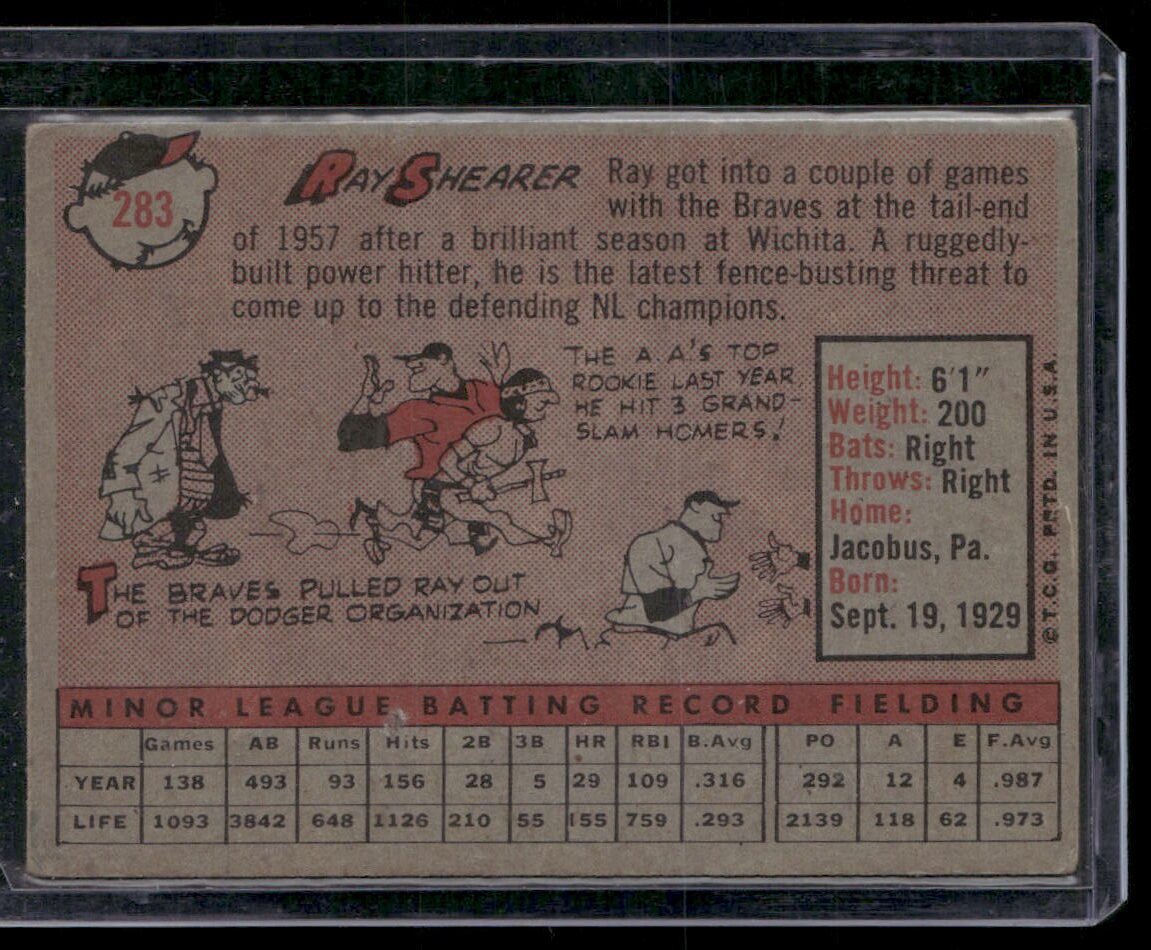 283
RAY SHEARER
Ray got into a couple of games
with the Braves at the tail-end
of 1957 after a brilliant season at Wichita. A ruggedly-
built power hitter, he is the latest fence-busting threat to
come up to the defending NL champions.
THE A.A.'S TOP
ROOKIE LAST YEAR,
HE HIT 3 GRAND-
SLAM HOMERS!
THE BRAVES PULLED RAY OUT
OF THE DODGER ORGANIZATION
Height: 6'1"
Weight: 200
Bats: Right
Throws: Right
Home:
Jacobus, Pa.
Born:
Sept. 19, 1929
©T.C.G. PRTD. IN U.S.A.
MINOR LEAGUE BATTING RECORD FIELDING
Games AB Runs Hits 2B 3B HR RBI B.Avg PO A E F.Avg
YEAR 138 493 93 156 28 5 29 109 .316 292 12 4 .987
LIFE 1093 3842 648 1126 210 55 155 759 .293 2139 118 62 .973